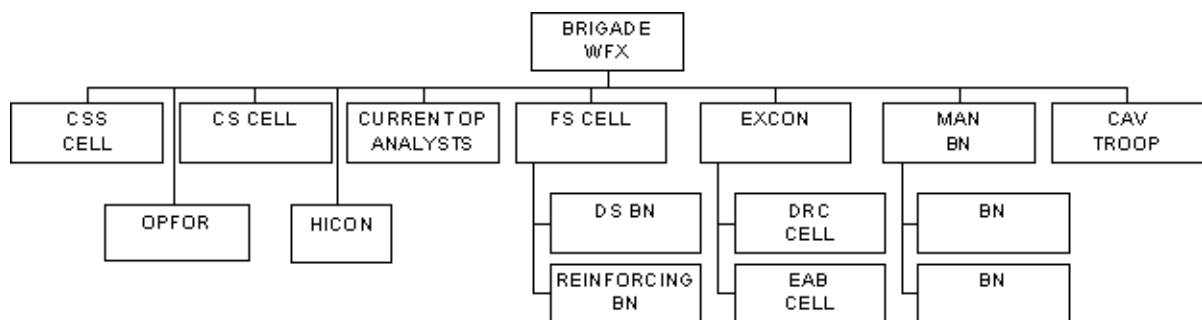 BRIGADE
WFX
CSS
CELL
CS CELL
CURRENT OP
ANALYSTS
FS CELL
EXCON
MAN
BN
CAV
TROOP
OPFOR
HICON
DS BN
DRC
CELL
BN
REINFORCING
BN
EAB
CELL
BN